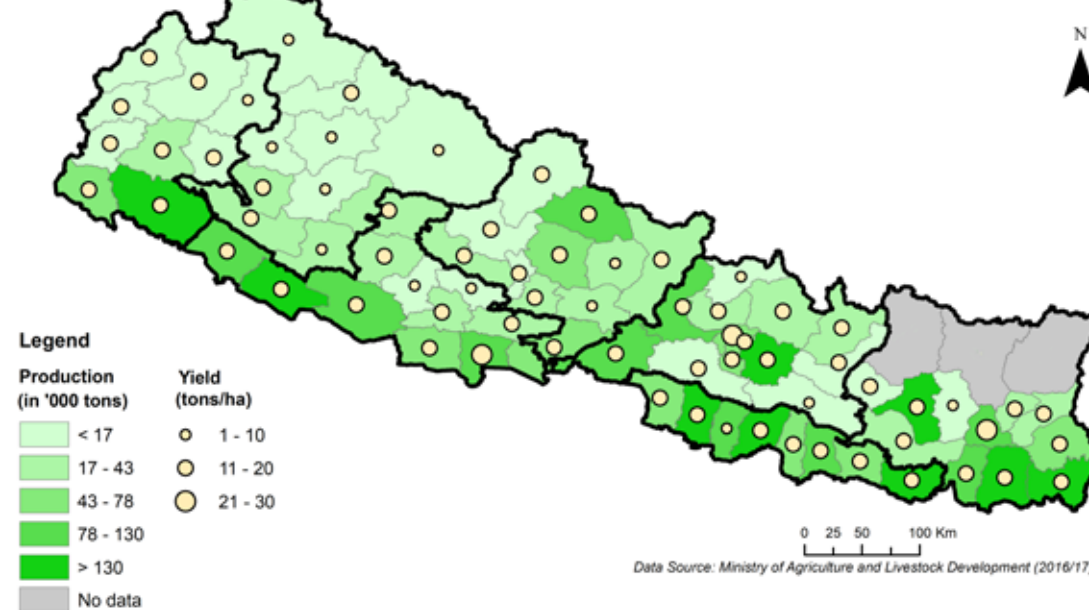 N
Legend
Production
(in '000 tons)
Yield
(tons/ha)
< 17
17 - 43
43 - 78
78 - 130
> 130
No data
1 - 10
11 - 20
21 - 30
0 25 50 100 Km
Data Source: Ministry of Agriculture and Livestock Development (2016/17